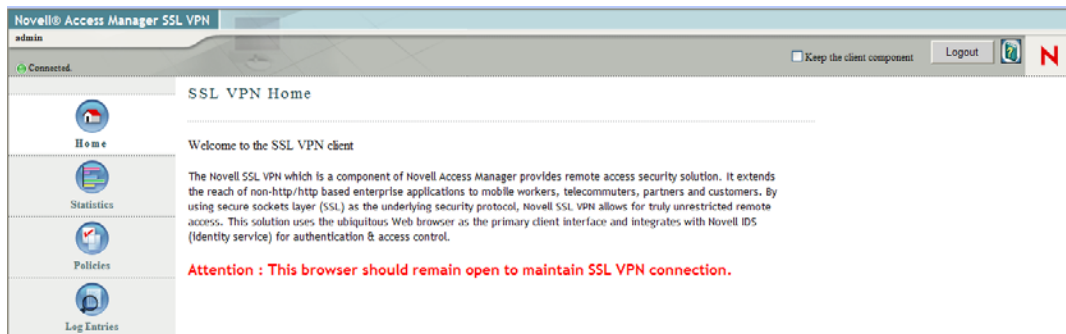 Novell® Access Manager SSL VPN
admin
Connected.
Keep the client component
Logout
N
SSL VPN Home
Home
Welcome to the SSL VPN client
The Novell SSL VPN which is a component of Novell Access Manager provides remote access security solution. It extends
the reach of non-http/http based enterprise applications to mobile workers, telecommuters, partners and customers. By
using secure sockets layer (SSL) as the underlying security protocol, Novell SSL VPN allows for truly unrestricted remote
access. This solution uses the ubiquitous Web browser as the primary client interface and integrates with Novell IDS
(identity service) for authentication & access control.
Attention : This browser should remain open to maintain SSL VPN connection.
Statistics
Policies
Log Entries